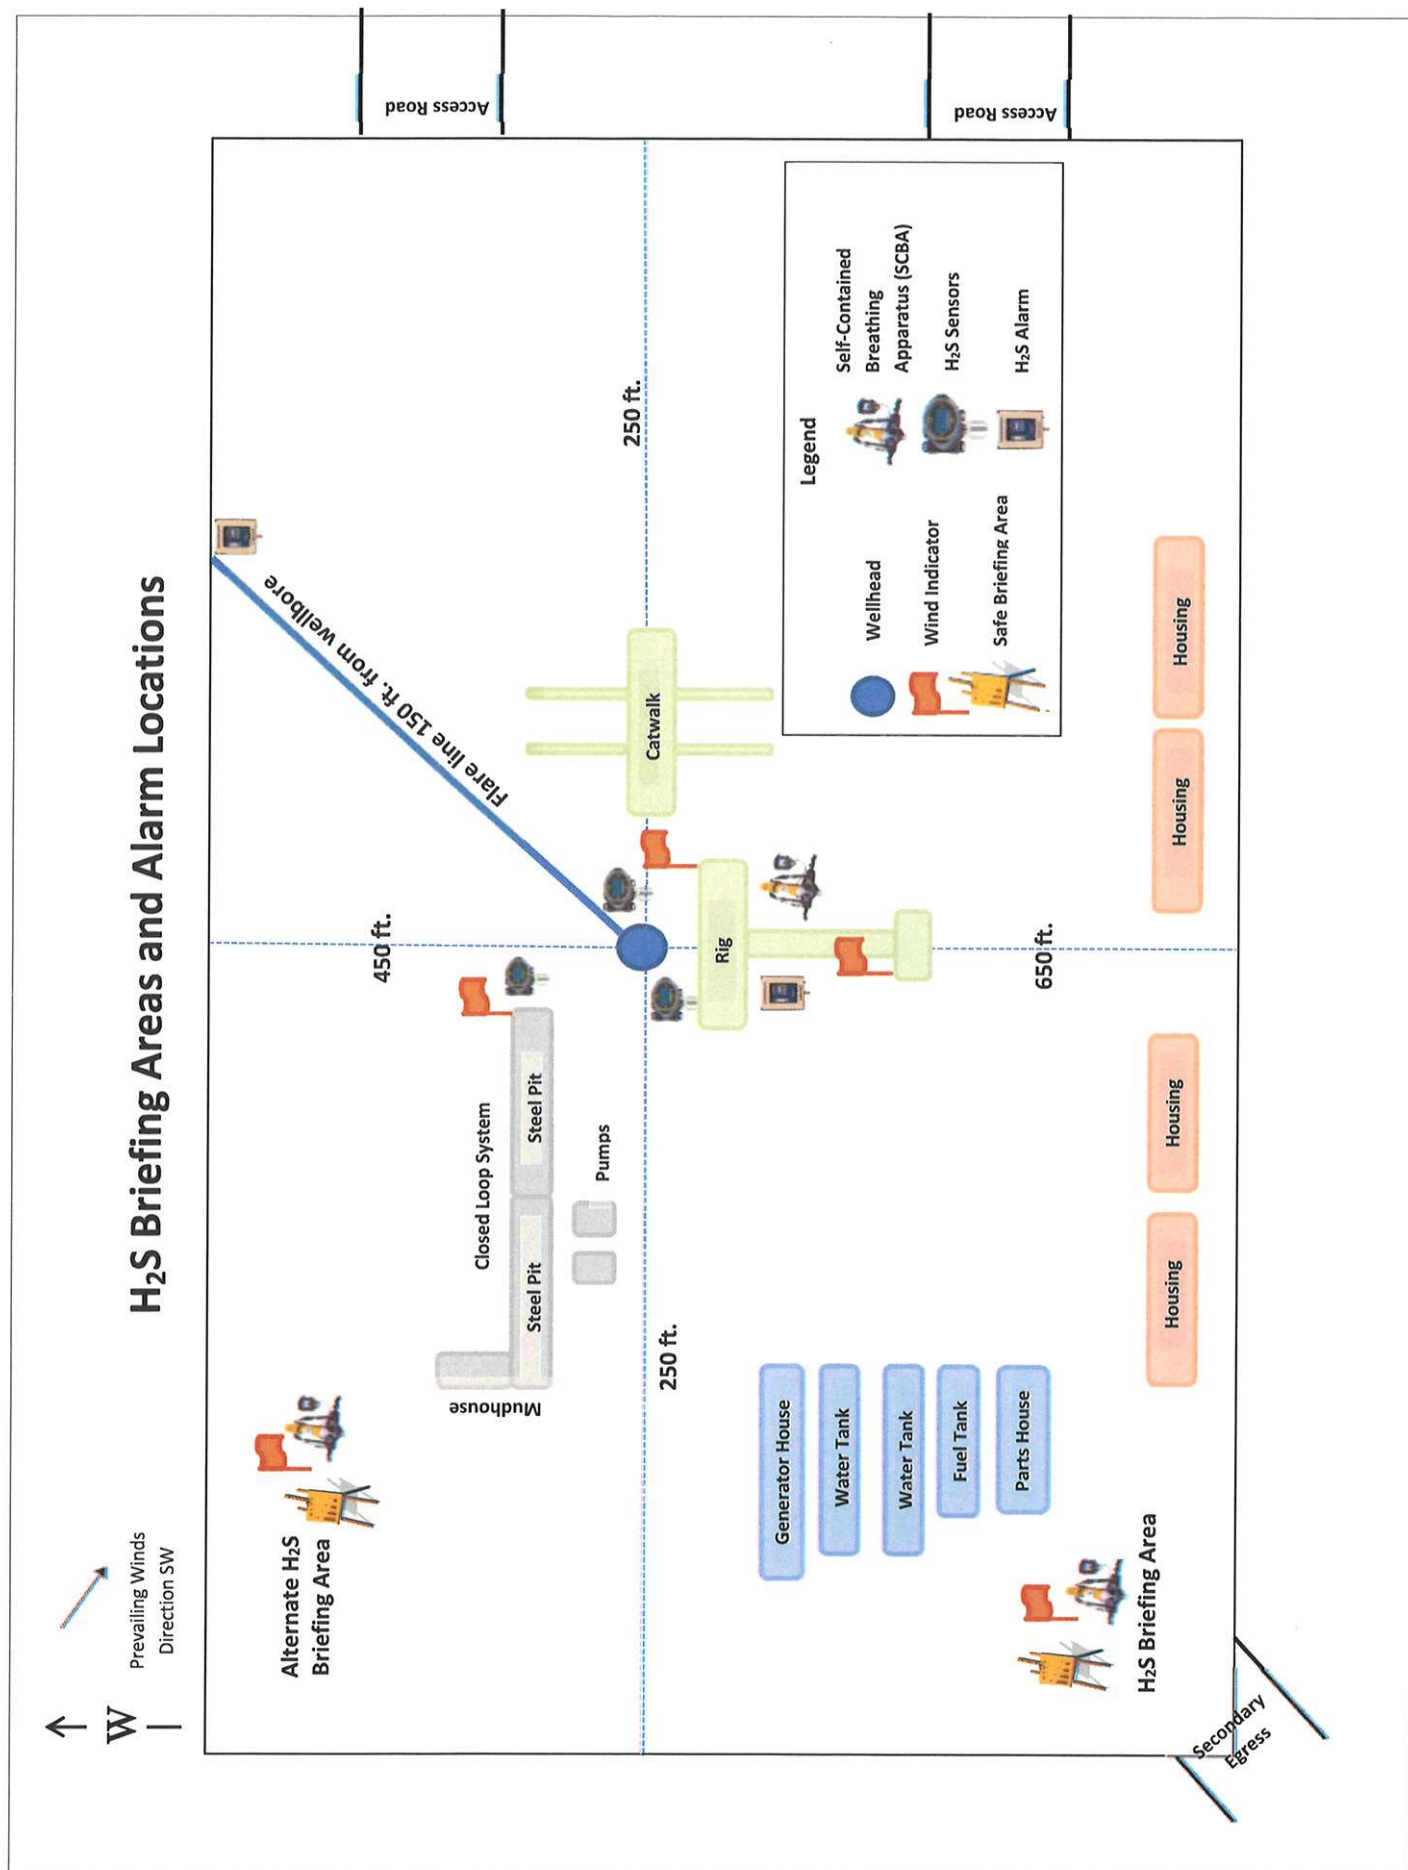 H₂S Briefing Areas and Alarm Locations
W
Prevailing Winds
Direction SW
Alternate H₂S
Briefing Area
Mudhouse
Closed Loop System
Steel Pit
Steel Pit
Pumps
450 ft.
Flare line 150 ft. from wellbore
Access Road
250 ft.
250 ft.
Catwalk
Rig
650 ft.
Generator House
Water Tank
Water Tank
Fuel Tank
Parts House
Legend
Wellhead
Wind Indicator
Safe Briefing Area
Self-Contained
Breathing
Apparatus (SCBA)
H₂S Sensors
H₂S Alarm
Access Road
H₂S Briefing Area
Housing
Housing
Housing
Housing
Secondary
Egress